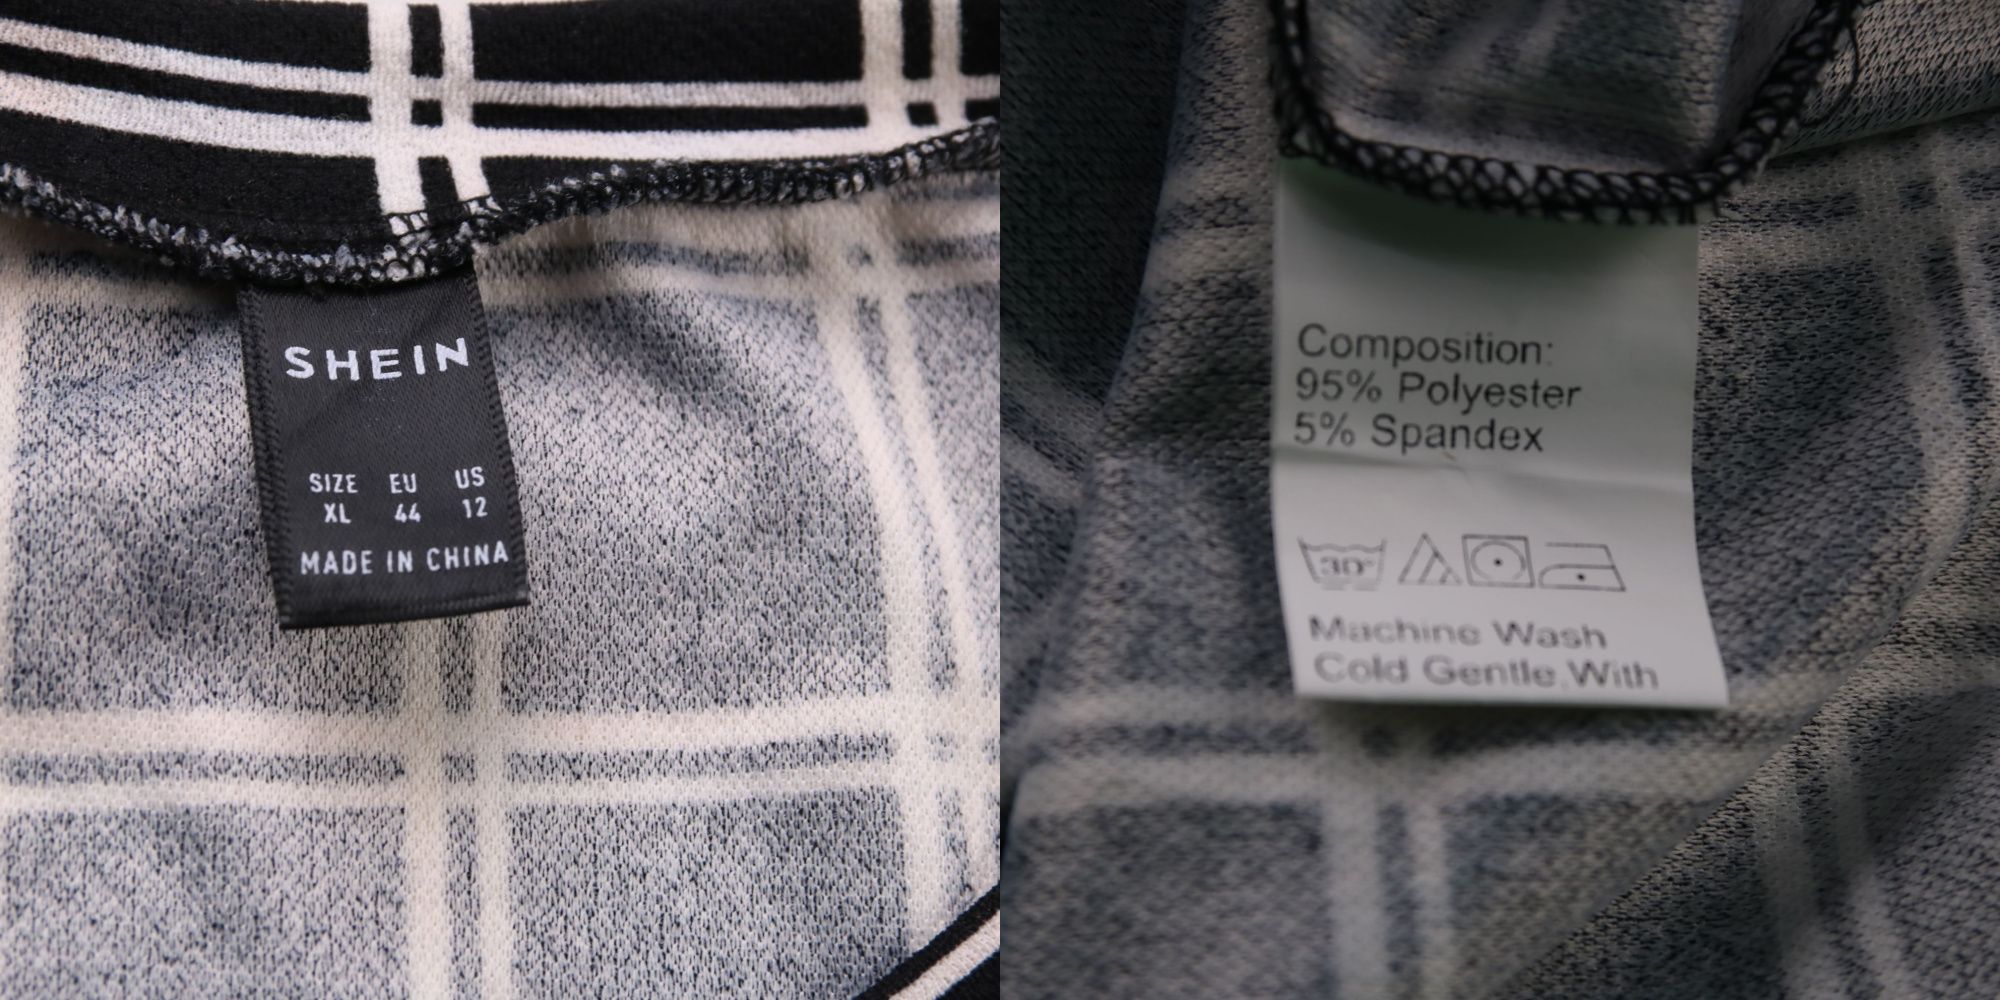 SHEIN
SIZE EU US
XL 44 12
MADE IN CHINA
Composition:
95% Polyester
5% Spandex
30°
Machine Wash
Cold Gentle,With